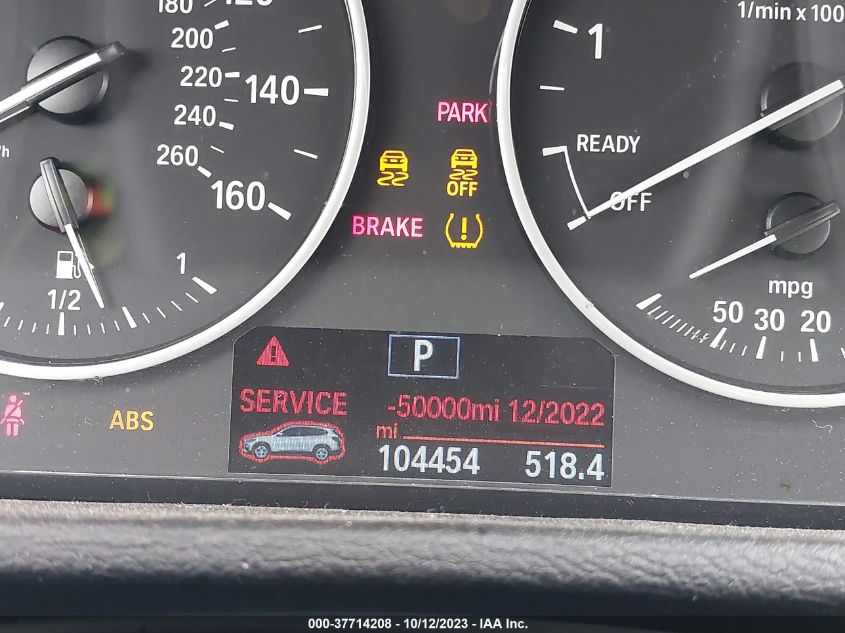 180
120
200
220
140
240
260
160
1/2
1
1/min x 100
1
PARK
READY
OFF
OFF
BRAKE
mpg
50 30 20
P
SERVICE -50000mi 12/2022
mi
104454 518.4
ABS
000-37714208 - 10/12/2023 - IAA Inc.